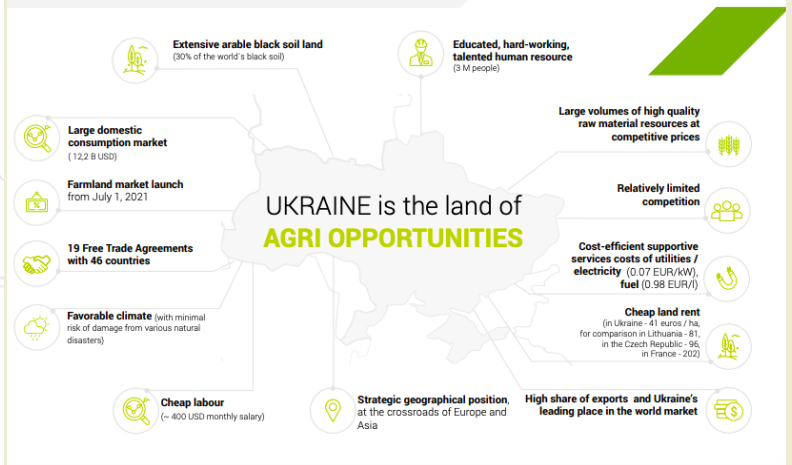 Extensive arable black soil land
(30% of the world`s black soil)
Educated, hard-working,
talented human resource
(3 M people)
Large domestic
consumption market
( 12,2 B USD)
Farmland market launch
from July 1, 2021
19 Free Trade Agreements
with 46 countries
Favorable climate (with minimal
risk of damage from various natural
disasters)
Cheap labour
(~ 400 USD monthly salary)
UKRAINE is the land of
AGRI OPPORTUNITIES
Strategic geographical position,
at the crossroads of Europe and
Asia
Large volumes of high quality
raw material resources at
competitive prices
Relatively limited
competition
Cost-efficient supportive
services costs of utilities /
electricity (0.07 EUR/kW),
fuel (0.98 EUR/l)
Cheap land rent
(in Ukraine - 41 euros / ha,
for comparison in Lithuania - 81,
in the Czech Republic - 96,
in France - 202)
High share of exports and Ukraine's
leading place in the world market